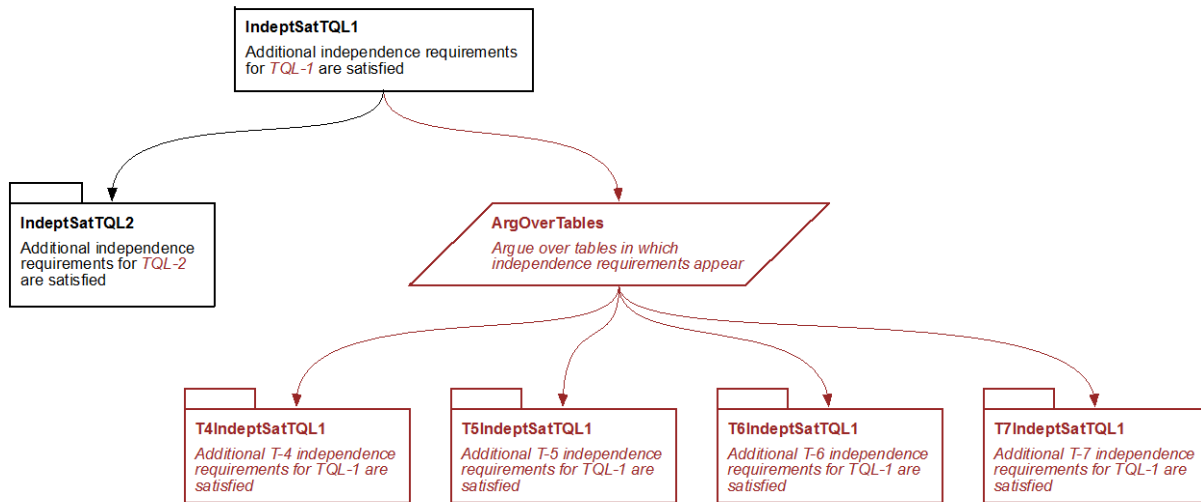 IndeptSatTQL1
Additional independence requirements
for TQL-1 are satisfied
IndeptSatTQL2
Additional independence
requirements for TQL-2
are satisfied
ArgOverTables
Argue over tables in which
independence requirements appear
T4IndeptSatTQL1
Additional T-4 independence
requirements for TQL-1 are
satisfied
T5IndeptSatTQL1
Additional T-5 independence
requirements for TQL-1 are
satisfied
T6IndeptSatTQL1
Additional T-6 independence
requirements for TQL-1 are
satisfied
T7IndeptSatTQL1
Additional T-7 independence
requirements for TQL-1 are
satisfied